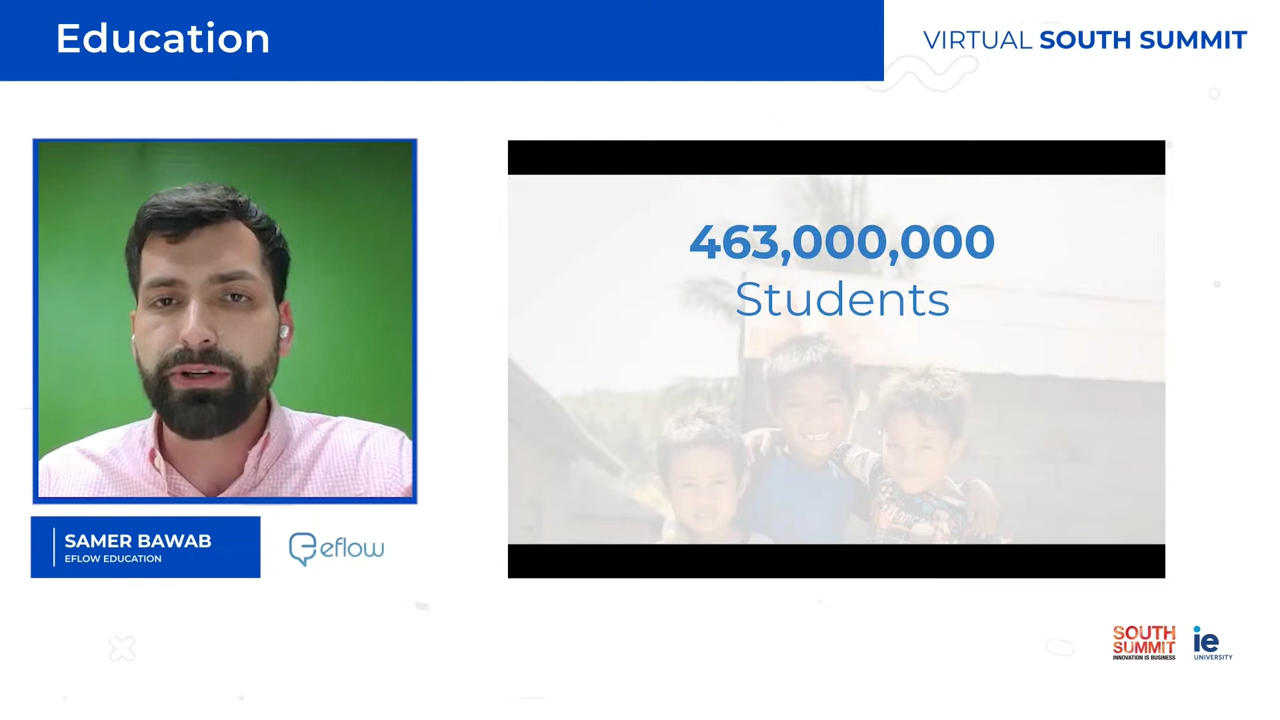 Education
VIRTUAL SOUTH SUMMIT
463,000,000
Students
SAMER BAWAB
EFLOW EDUCATION
eflow
SOUTH
SUMMIT
INNOVATION IS BUSINESS
ie
UNIVERSITY